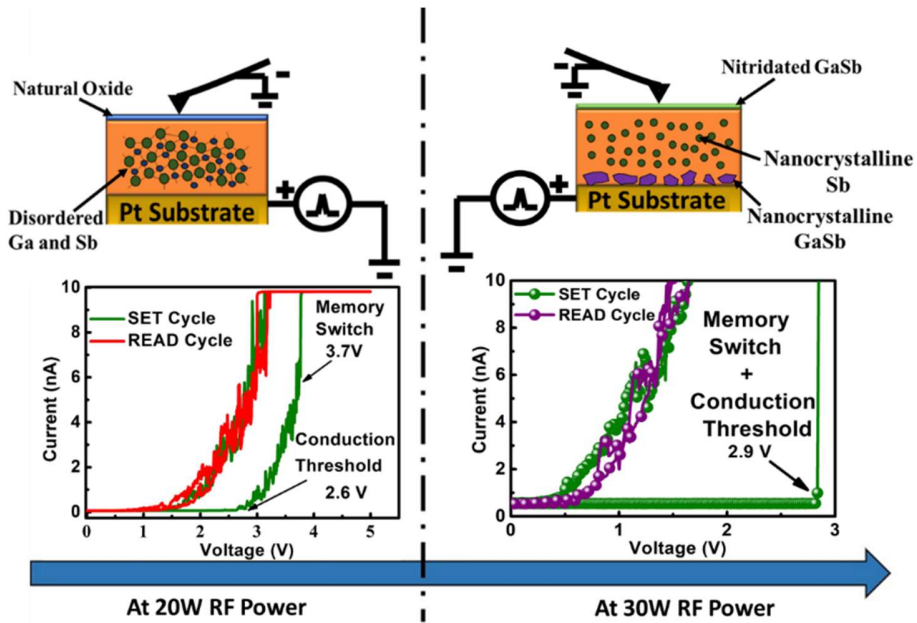 Natural Oxide
-
Disordered
Ga and Sb
+
Pt Substrate
-
Nitridated GaSb
Nanocrystalline
Sb
Nanocrystalline
GaSb
+
Pt Substrate
10
8
6
4
2
0
Current (nA)
SET Cycle
READ Cycle
Memory
Switch
3.7V
Conduction
Threshold
2.6 V
0 1 2 3 4 5
Voltage (V)
10
8
6
4
2
0
Current (nA)
SET Cycle
READ Cycle
Memory
Switch
+
Conduction
Threshold
2.9 V
0 1 2 3
Voltage (V)
At 20W RF Power
At 30W RF Power